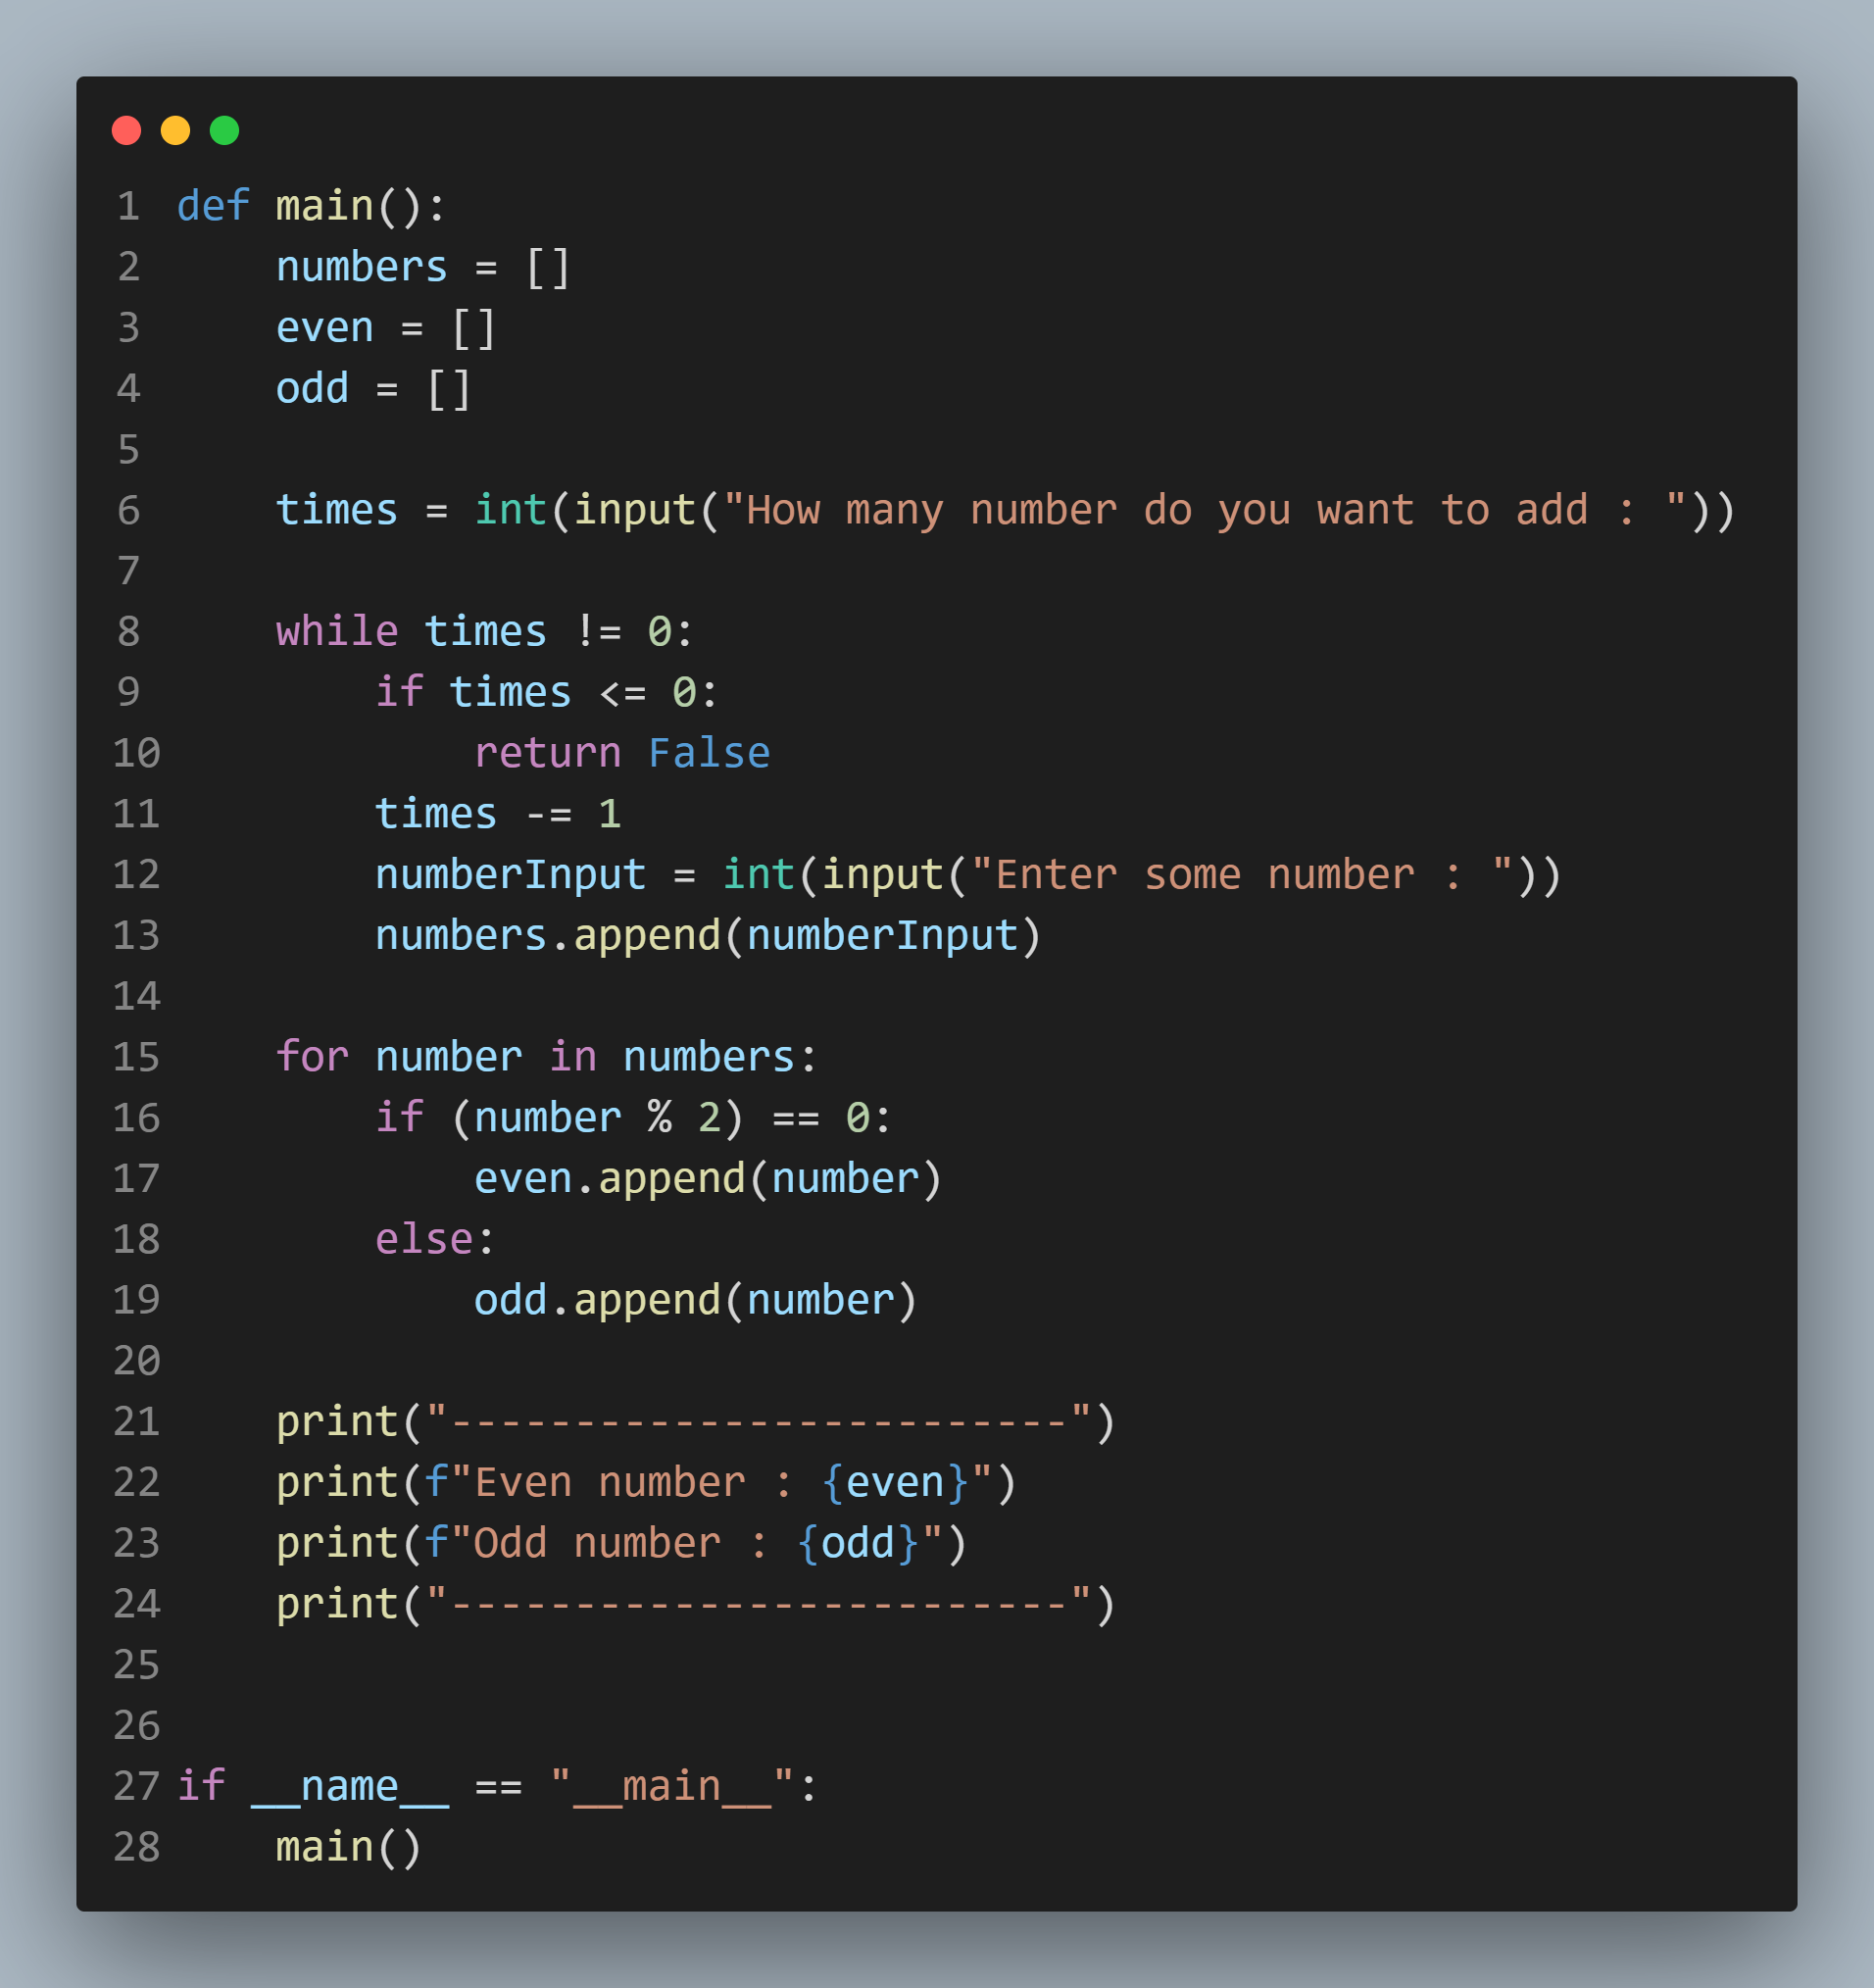 1 def main():
2     numbers = []
3     even = []
4     odd = []
5
6     times = int(input("How many number do you want to add : "))
7
8     while times != 0:
9         if times <= 0:
10             return False
11         times -= 1
12         numberInput = int(input("Enter some number : "))
13         numbers.append(numberInput)
14
15     for number in numbers:
16         if (number % 2) == 0:
17             even.append(number)
18         else:
19             odd.append(number)
20
21     print("-------------------------")
22     print(f"Even number : {even}")
23     print(f"Odd number : {odd}")
24     print("-------------------------")
25
26
27 if __name__ == "__main__":
28     main()